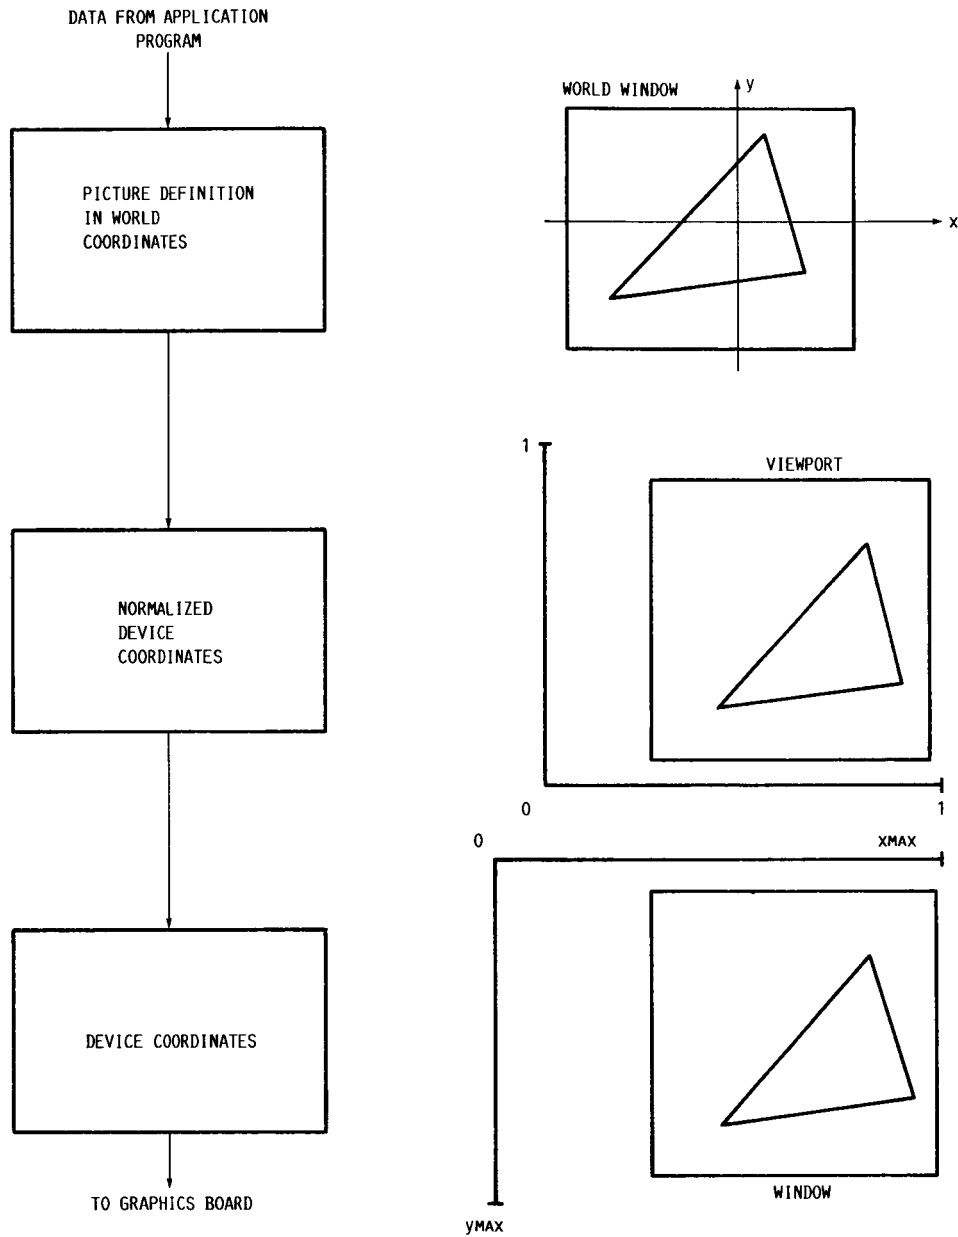 DATA FROM APPLICATION
PROGRAM
PICTURE DEFINITION
IN WORLD
COORDINATES
WORLD WINDOW
y
x
NORMALIZED
DEVICE
COORDINATES
1
VIEWPORT
0
1
DEVICE COORDINATES
0
XMAX
WINDOW
yMAX
TO GRAPHICS BOARD